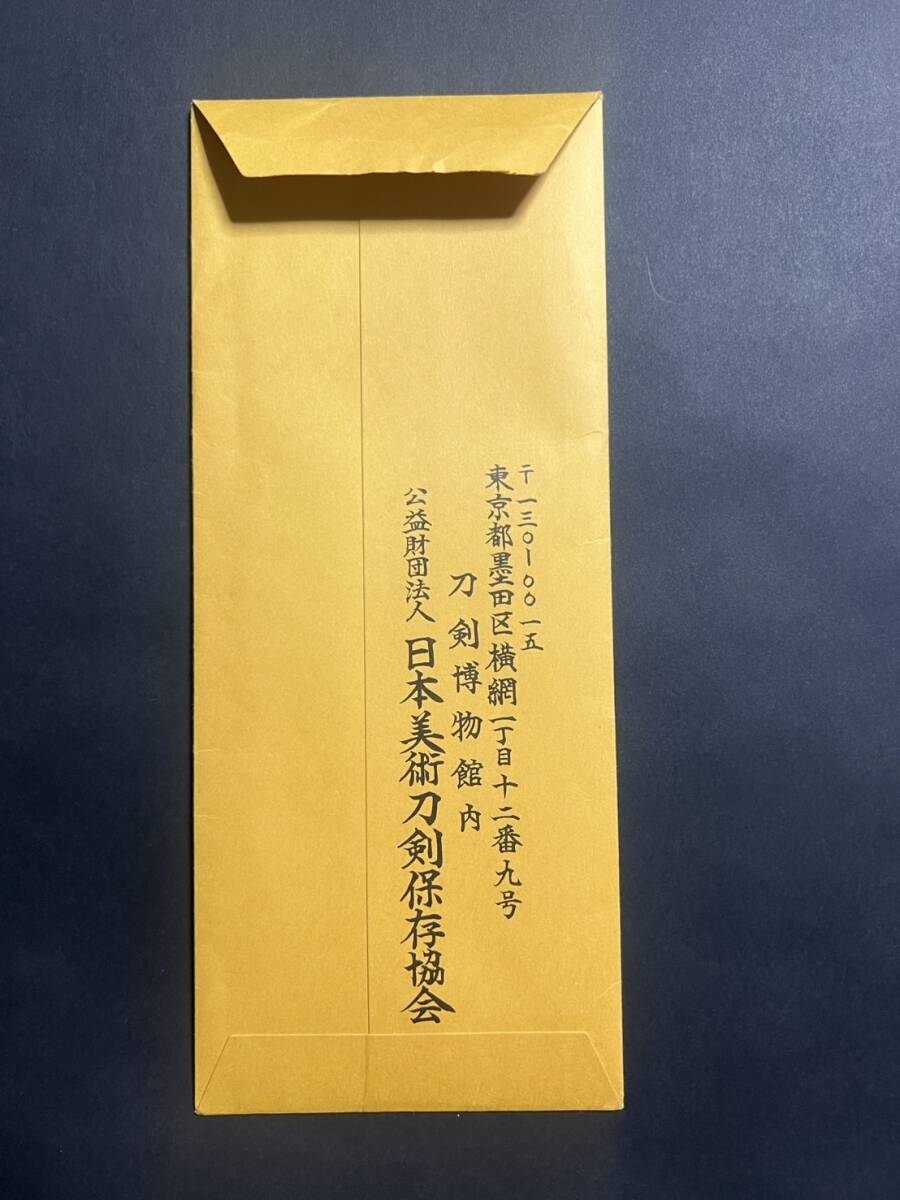 〒一三〇-〇〇一五
東京都墨田区横網一丁目十二番九号
刀剣博物館内
公益財団法人 日本美術刀剣保存協会